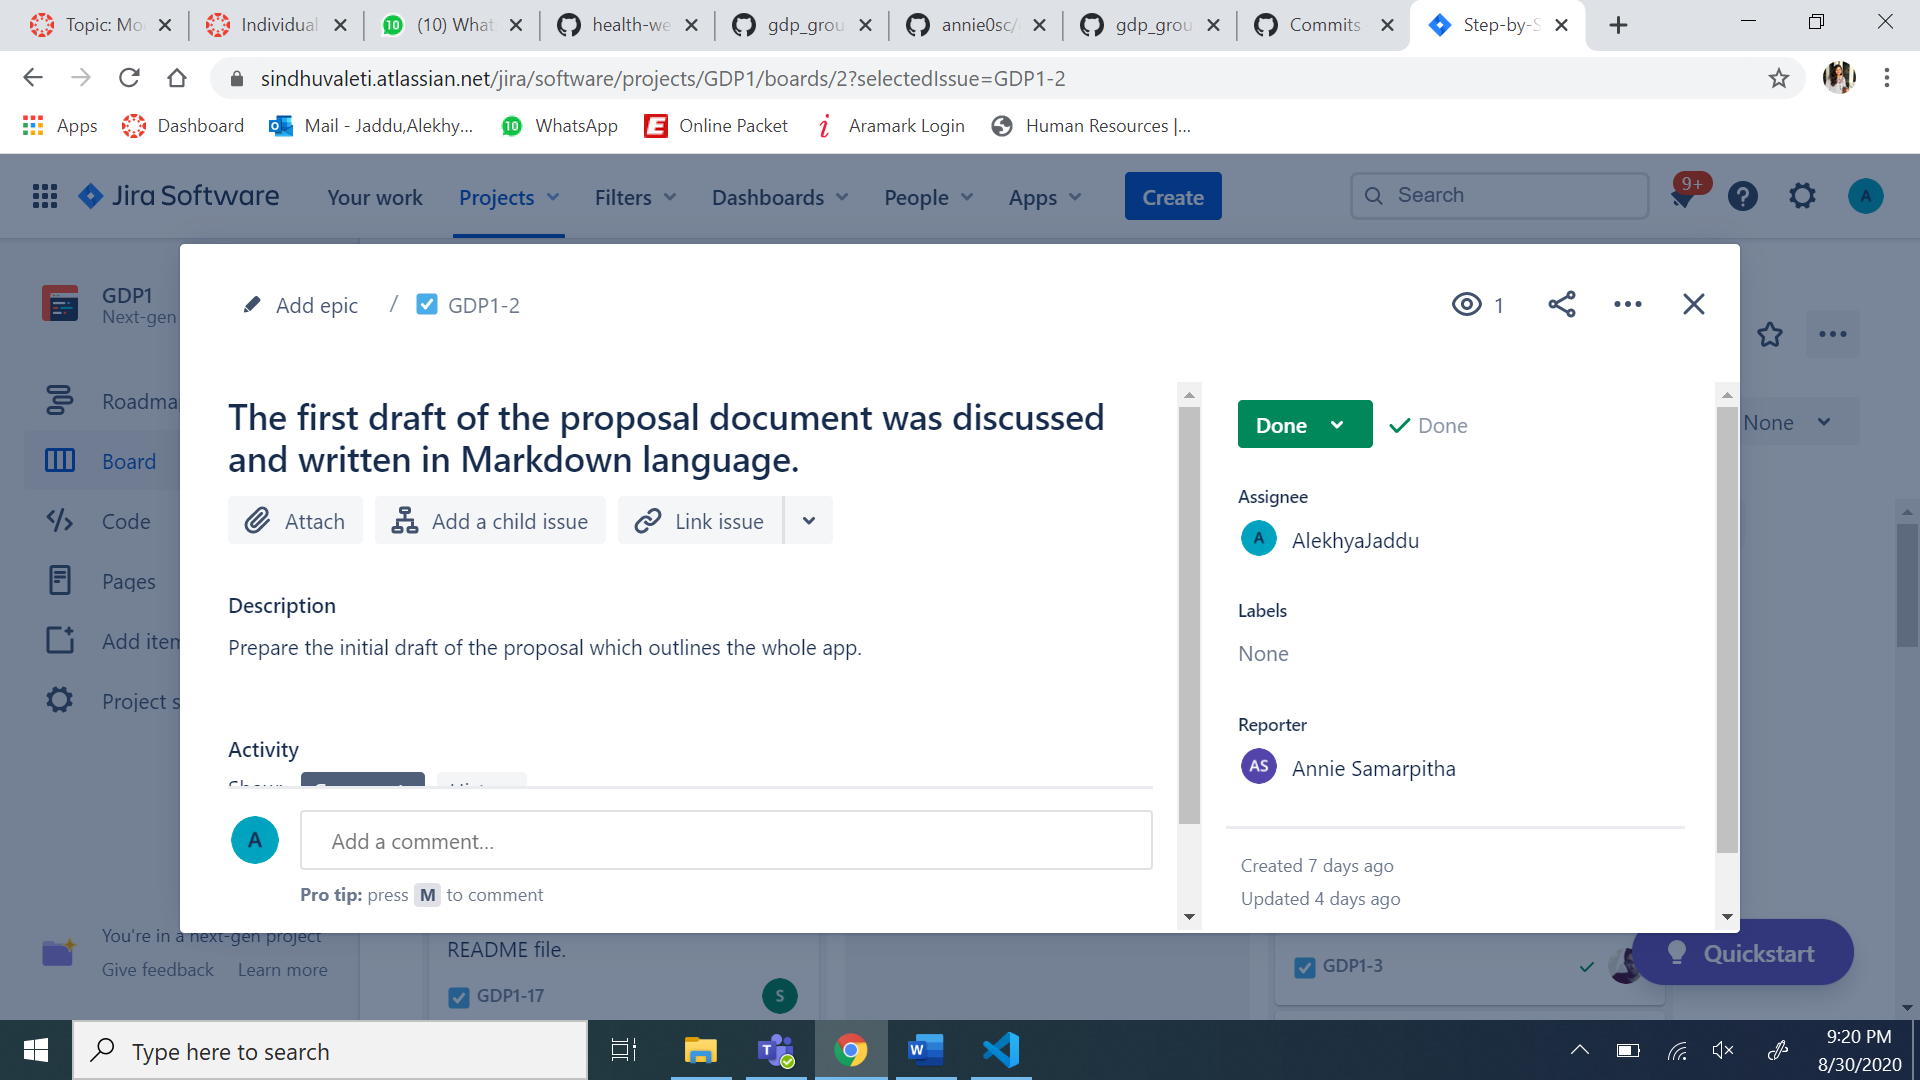 Topic: Mo
Individual
(10) What
health-we
gdp_grou
annie0sc/
gdp_grou
Commits
Step-by-S
sindhuvaleti.atlassian.net/jira/software/projects/GDP1/boards/2?selectedIssue=GDP1-2
Apps
Dashboard
Mail - Jaddu,Alekhy...
WhatsApp
Online Packet
Aramark Login
Human Resources |...
Jira Software
Your work
Projects
Filters
Dashboards
People
Apps
Create
Search
9+
A
GDP1
Next-gen
Roadma
Board
Code
Pages
Add item
Project s
You're in a next-gen project
Give feedback Learn more
None
Add epic / GDP1-2
1
The first draft of the proposal document was discussed
and written in Markdown language.
Attach
Add a child issue
Link issue
Description
Prepare the initial draft of the proposal which outlines the whole app.
Activity
Show:
A
Add a comment...
Pro tip: press M to comment
Done
Done
Assignee
A AlekhyaJaddu
Labels
None
Reporter
AS Annie Samarpitha
Created 7 days ago
Updated 4 days ago
README file.
GDP1-17
S
GDP1-3
Quickstart
Type here to search
9:20 PM
8/30/2020